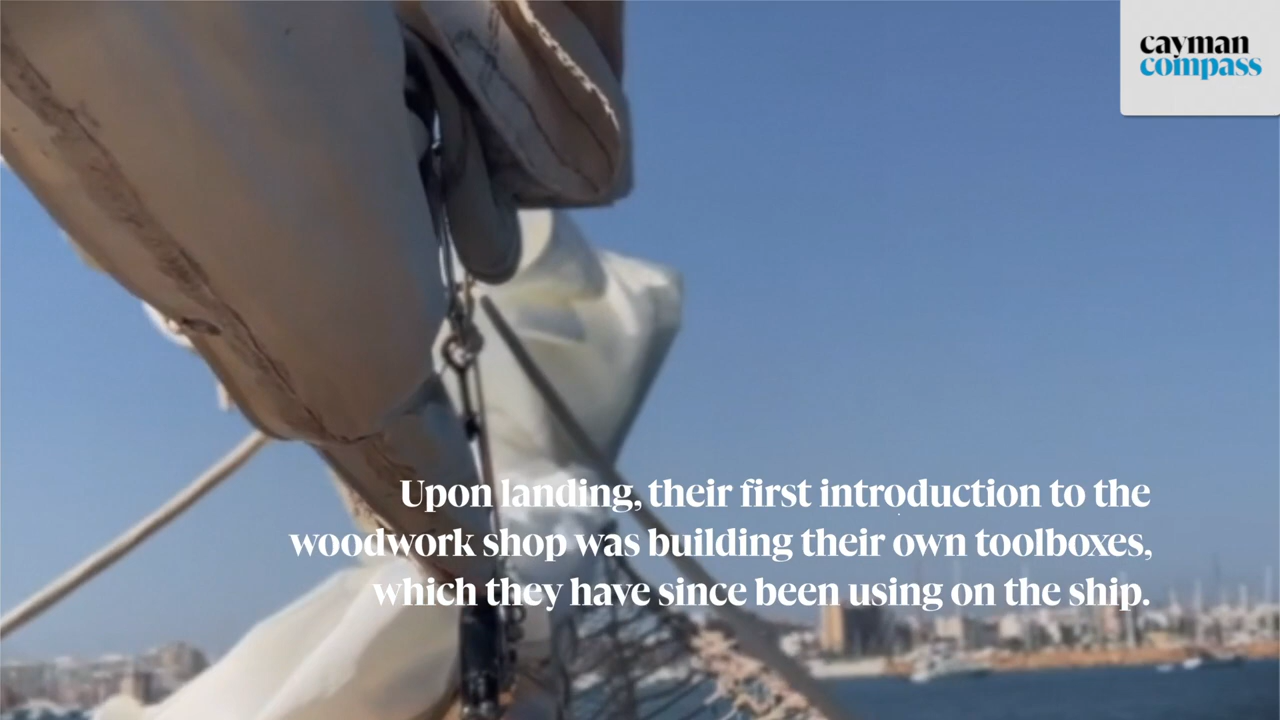 cayman
compass
Upon landing, their first introduction to the
woodwork shop was building their own toolboxes,
which they have since been using on the ship.